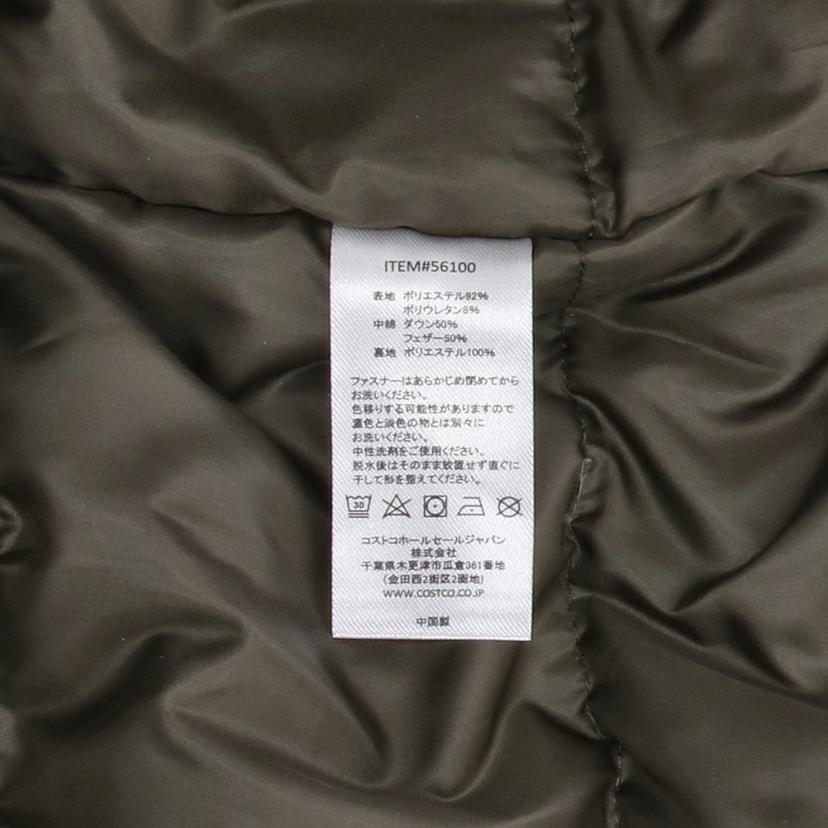 ITEM#56100
表地 ポリエステル92%
ポリウレタン8%
中綿 ダウン50%
フェザー50%
裏地 ポリエステル100%
ファスナーはあらかじめ閉めてから
お洗いください。
色移りする可能性がありますので
濃色と淡色の物とは別々に
お洗いください。
中性洗剤をご使用ください。
脱水後はそのまま放置せず直ぐに
干して形を整えてください。
30
コストコホールセールジャパン
株式会社
千葉県木更津市瓜倉361番地
(金田西2街区2画地)
WWW.COSTCO.CO.JP
中国製